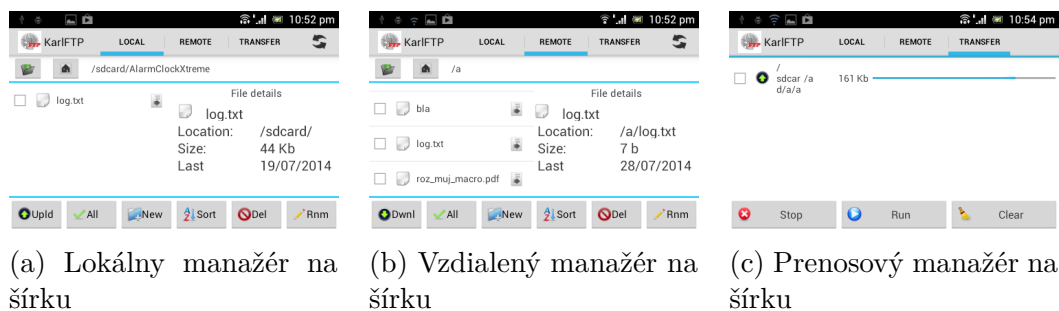 10:52 pm
KarlFTP LOCAL REMOTE TRANSFER
/sdcard/AlarmClockXtreme
log.txt
File details
log.txt
Location: /sdcard/
Size: 44 Kb
Last 19/07/2014
Upld All New Sort Del Rnm
(a) Lokálny manažér na
šírku
10:52 pm
KarlFTP LOCAL REMOTE TRANSFER
/a
bla
log.txt
roz_muj_macro.pdf
File details
log.txt
Location: /a/log.txt
Size: 7 b
Last 28/07/2014
Dwnl All New Sort Del Rnm
(b) Vzdialený manažér na
šírku
10:54 pm
KarlFTP LOCAL REMOTE TRANSFER
/
sdcar /a 161 Kb
d/a/a
Stop Run Clear
(c) Prenosový manažér na
šírku